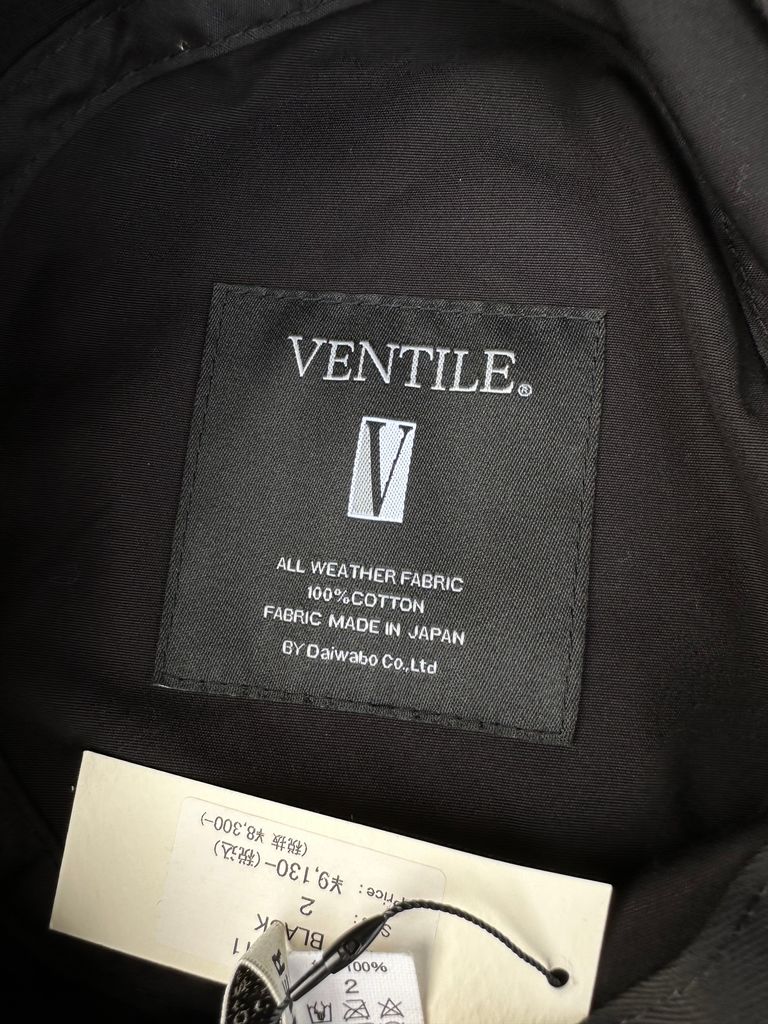 VENTILE®
V
ALL WEATHER FABRIC
100%COTTON
FABRIC MADE IN JAPAN
BY Daiwabo Co.,Ltd
BLACK
2
Price: ¥9,130-(税込)
(税抜 ¥8,300-)
100%
2